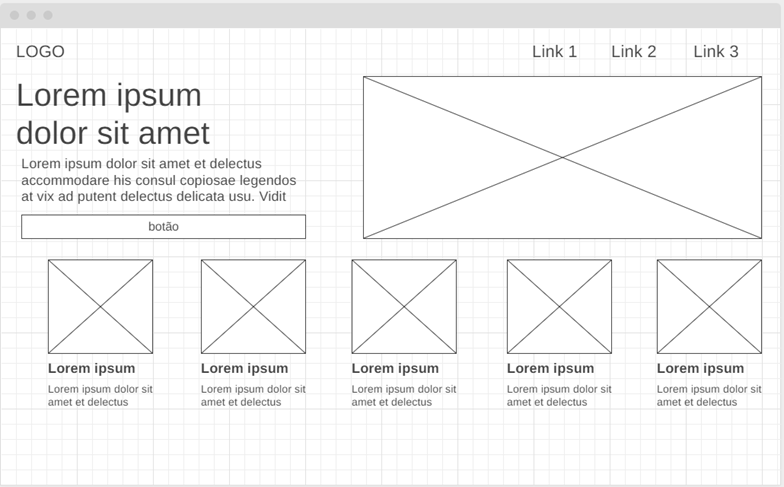 LOGO
Link 1
Link 2
Link 3
Lorem ipsum
dolor sit amet
Lorem ipsum dolor sit amet et delectus
accommodare his consul copiosae legendos
at vix ad putent delectus delicata usu. Vidit
botão
Lorem ipsum
Lorem ipsum dolor sit
amet et delectus
Lorem ipsum
Lorem ipsum dolor sit
amet et delectus
Lorem ipsum
Lorem ipsum dolor sit
amet et delectus
Lorem ipsum
Lorem ipsum dolor sit
amet et delectus
Lorem ipsum
Lorem ipsum dolor sit
amet et delectus